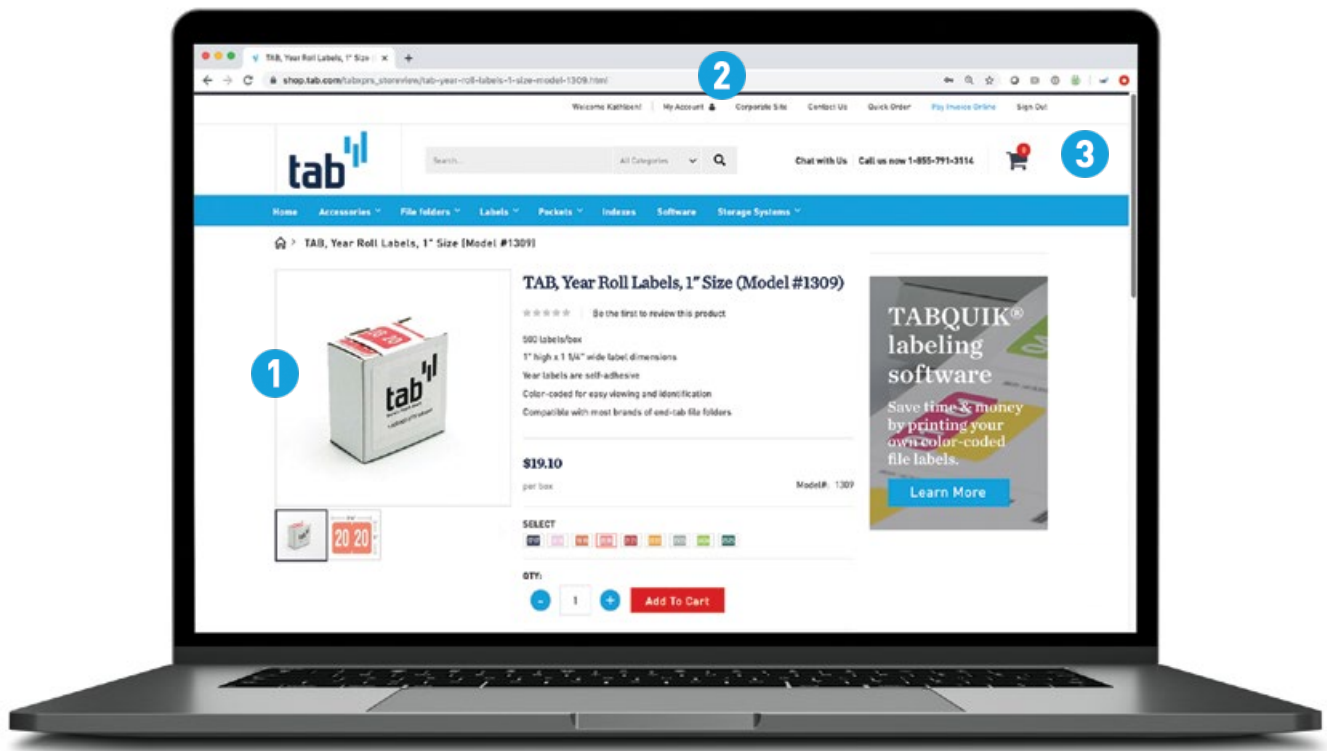 TAB, Year Roll Labels, 1" Size
shop.tab.com/tabxprs_storeview/tab-year-roll-labels-1-size-model-1309.html
2
Welcome Kathleen! My Account Corporate Site Contact Us Quick Order Pay Invoice Online Sign Out
tab
Search... All Categories
Chat with Us Call us now 1-855-791-3114
0
3
Home Accessories File folders Labels Pockets Indexes Software Storage Systems
TAB, Year Roll Labels, 1" Size (Model #1309)
1
tab
TAB, Year Roll Labels, 1" Size (Model #1309)
Be the first to review this product
500 labels/box
1" high x 1 1/4" wide label dimensions
Year labels are self-adhesive
Color-coded for easy viewing and identification
Compatible with most brands of end-tab file folders
$19.10
per box
Model#: 1309
SELECT
20 20
QTY:
- 1 + Add To Cart
TABQUIK®
labeling
software
Save time & money
by printing your
own color-coded
file labels.
Learn More